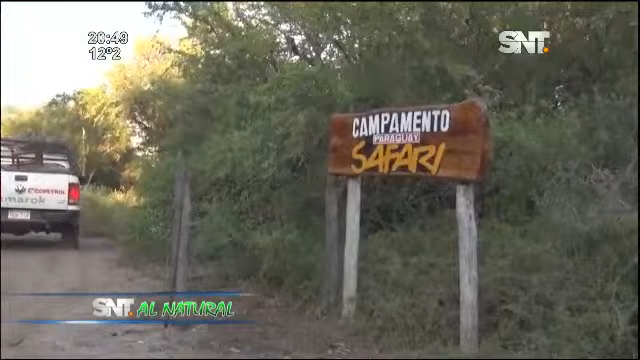 20:49
12°2
SNT.
CAMPAMENTO
PARAGUAY
SAFARI
COPETROL
amarok
SNT. AL NATURAL